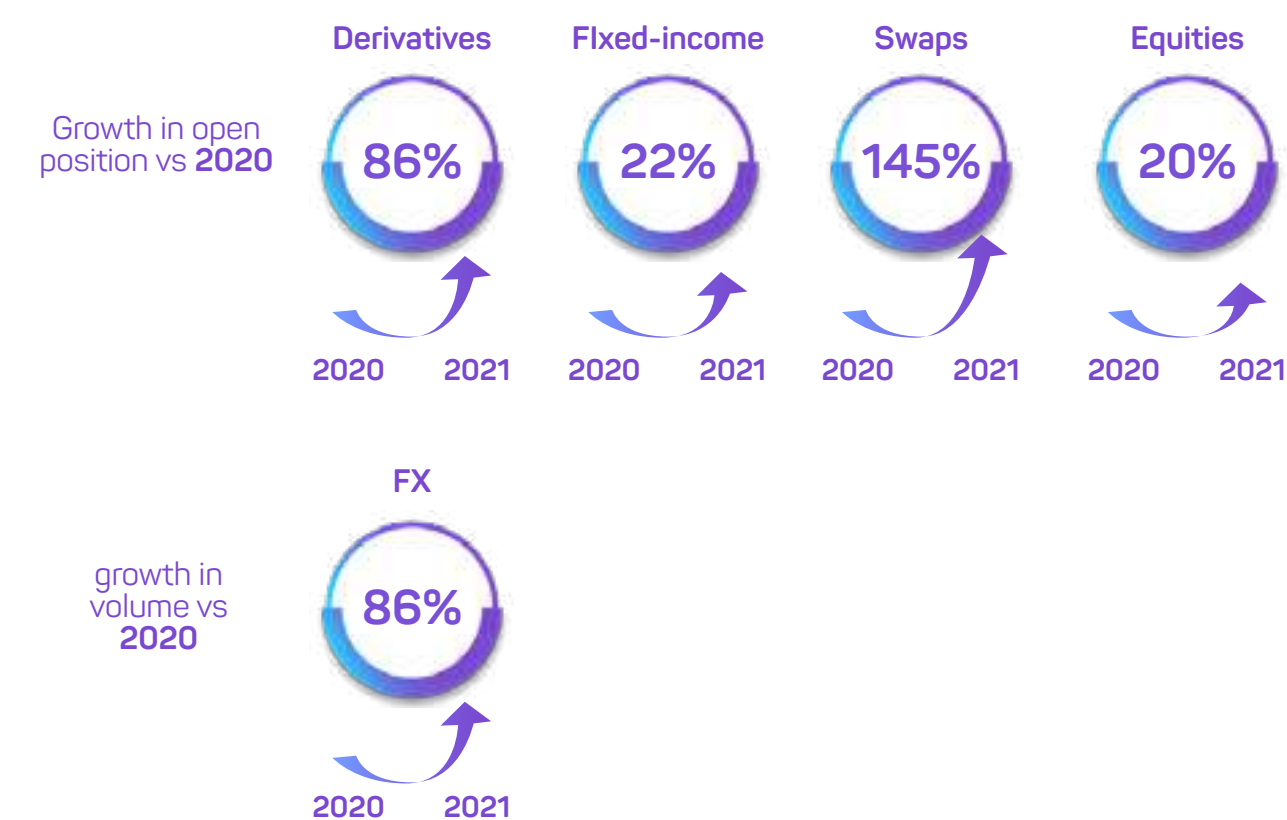 Derivatives
FIxed-income
Swaps
Equities
Growth in open
position vs 2020
86%
22%
145%
20%
2020 2021
2020 2021
2020 2021
2020 2021
FX
growth in
volume vs
2020
86%
2020 2021